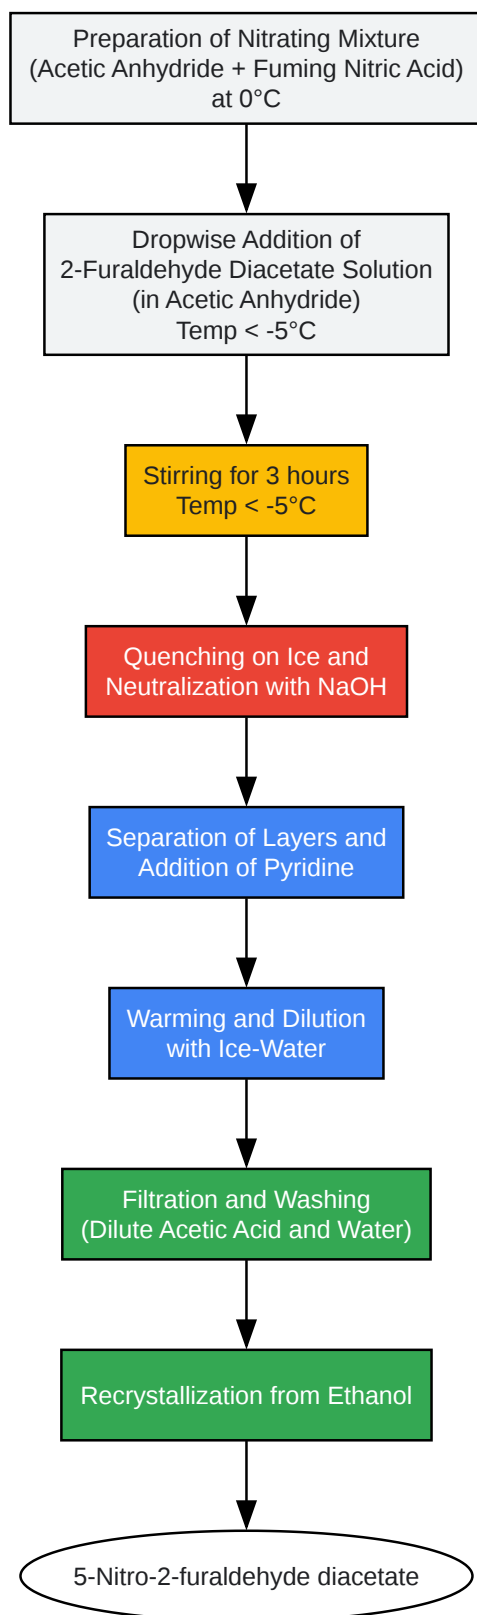 Preparation of Nitrating Mixture
(Acetic Anhydride + Fuming Nitric Acid)
at 0°C
Dropwise Addition of
2-Furaldehyde Diacetate Solution
(in Acetic Anhydride)
Temp < -5°C
Stirring for 3 hours
Temp < -5°C
Quenching on Ice and
Neutralization with NaOH
Separation of Layers and
Addition of Pyridine
Warming and Dilution
with Ice-Water
Filtration and Washing
(Dilute Acetic Acid and Water)
Recrystallization from Ethanol
5-Nitro-2-furaldehyde diacetate